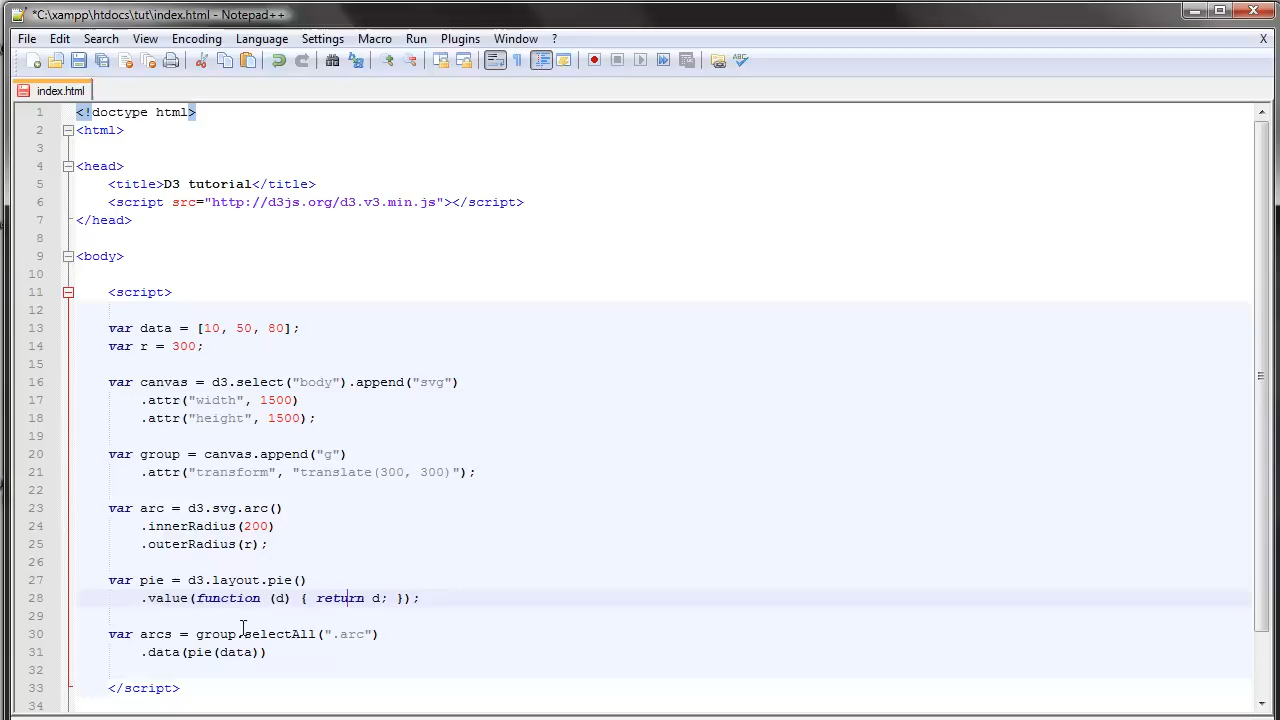 *C:\xampp\htdocs\tut\index.html - Notepad++
File Edit Search View Encoding Language Settings Macro Run Plugins Window ? X
index.html
1 <!doctype html>
2 <html>
3
4 <head>
5 <title>D3 tutorial</title>
6 <script src="http://d3js.org/d3.v3.min.js"></script>
7 </head>
8
9 <body>
10
11 <script>
12
13 var data = [10, 50, 80];
14 var r = 300;
15
16 var canvas = d3.select("body").append("svg")
17 .attr("width", 1500)
18 .attr("height", 1500);
19
20 var group = canvas.append("g")
21 .attr("transform", "translate(300, 300)");
22
23 var arc = d3.svg.arc()
24 .innerRadius(200)
25 .outerRadius(r);
26
27 var pie = d3.layout.pie()
28 .value(function (d) { return d; });
29
30 var arcs = group.selectAll(".arc")
31 .data(pie(data))
32
33 </script>
34